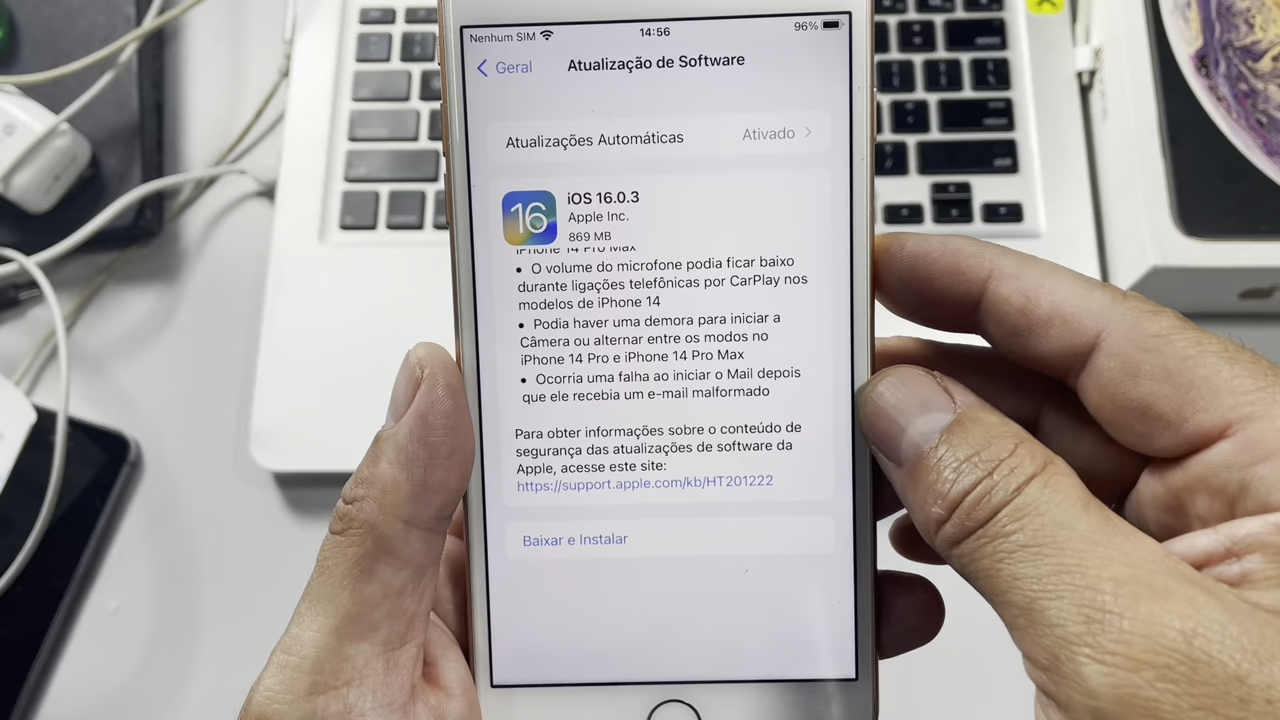 Nenhum SIM 14:56 96%
Geral Atualização de Software
Atualizações Automáticas Ativado
16
iOS 16.0.3
Apple Inc.
869 MB
iPhone 14 Pro Max
• O volume do microfone podia ficar baixo
durante ligações telefônicas por CarPlay nos
modelos de iPhone 14
• Podia haver uma demora para iniciar a
Câmera ou alternar entre os modos no
iPhone 14 Pro e iPhone 14 Pro Max
• Ocorria uma falha ao iniciar o Mail depois
que ele recebia um e-mail malformado
Para obter informações sobre o conteúdo de
segurança das atualizações de software da
Apple, acesse este site:
https://support.apple.com/kb/HT201222
Baixar e Instalar